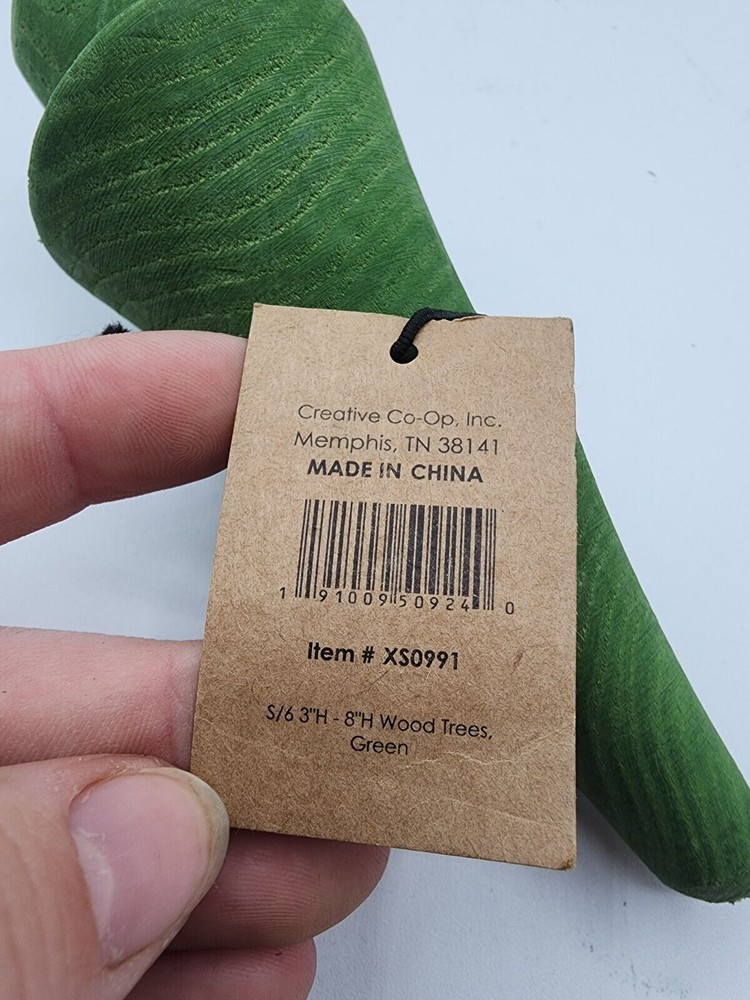 Creative Co-Op, Inc.
Memphis, TN 38141
MADE IN CHINA
1 91009 50924 0
Item # XS0991
S/6 3"H - 8"H Wood Trees,
Green